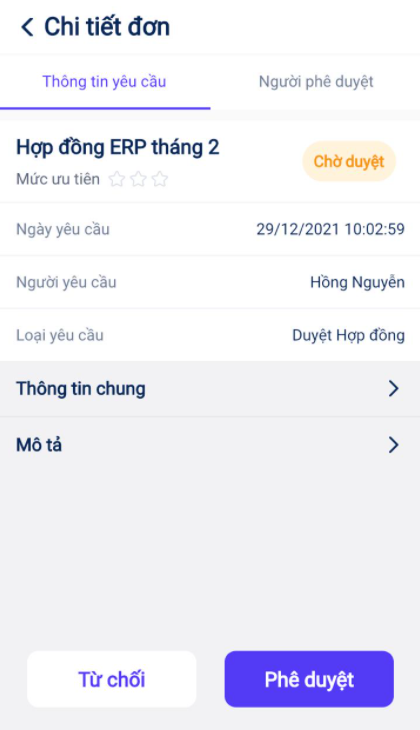 Chi tiết đơn
Thông tin yêu cầu
Người phê duyệt
Hợp đồng ERP tháng 2
Chờ duyệt
Mức ưu tiên
Ngày yêu cầu 29/12/2021 10:02:59
Người yêu cầu Hồng Nguyễn
Loại yêu cầu Duyệt Hợp đồng
Thông tin chung
Mô tả
Từ chối
Phê duyệt